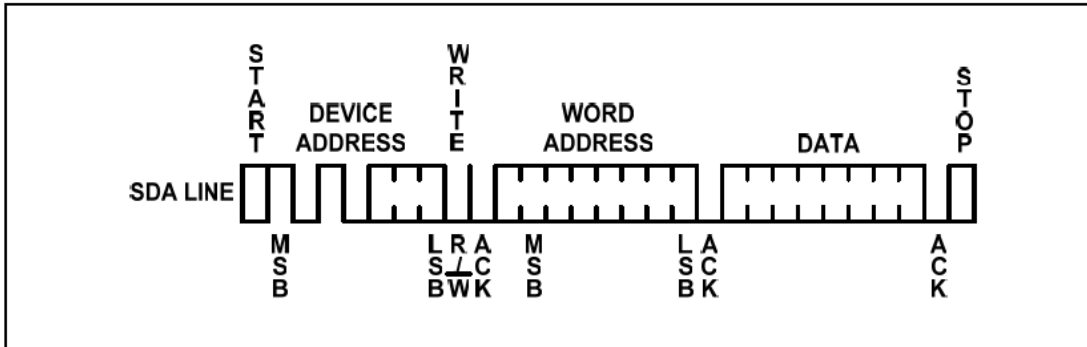 START
DEVICE
ADDRESS
WRITE
WORD
ADDRESS
DATA
STOP
SDA LINE
MSB
LSB
R/W
ACK
MSB
LSB
ACK
ACK